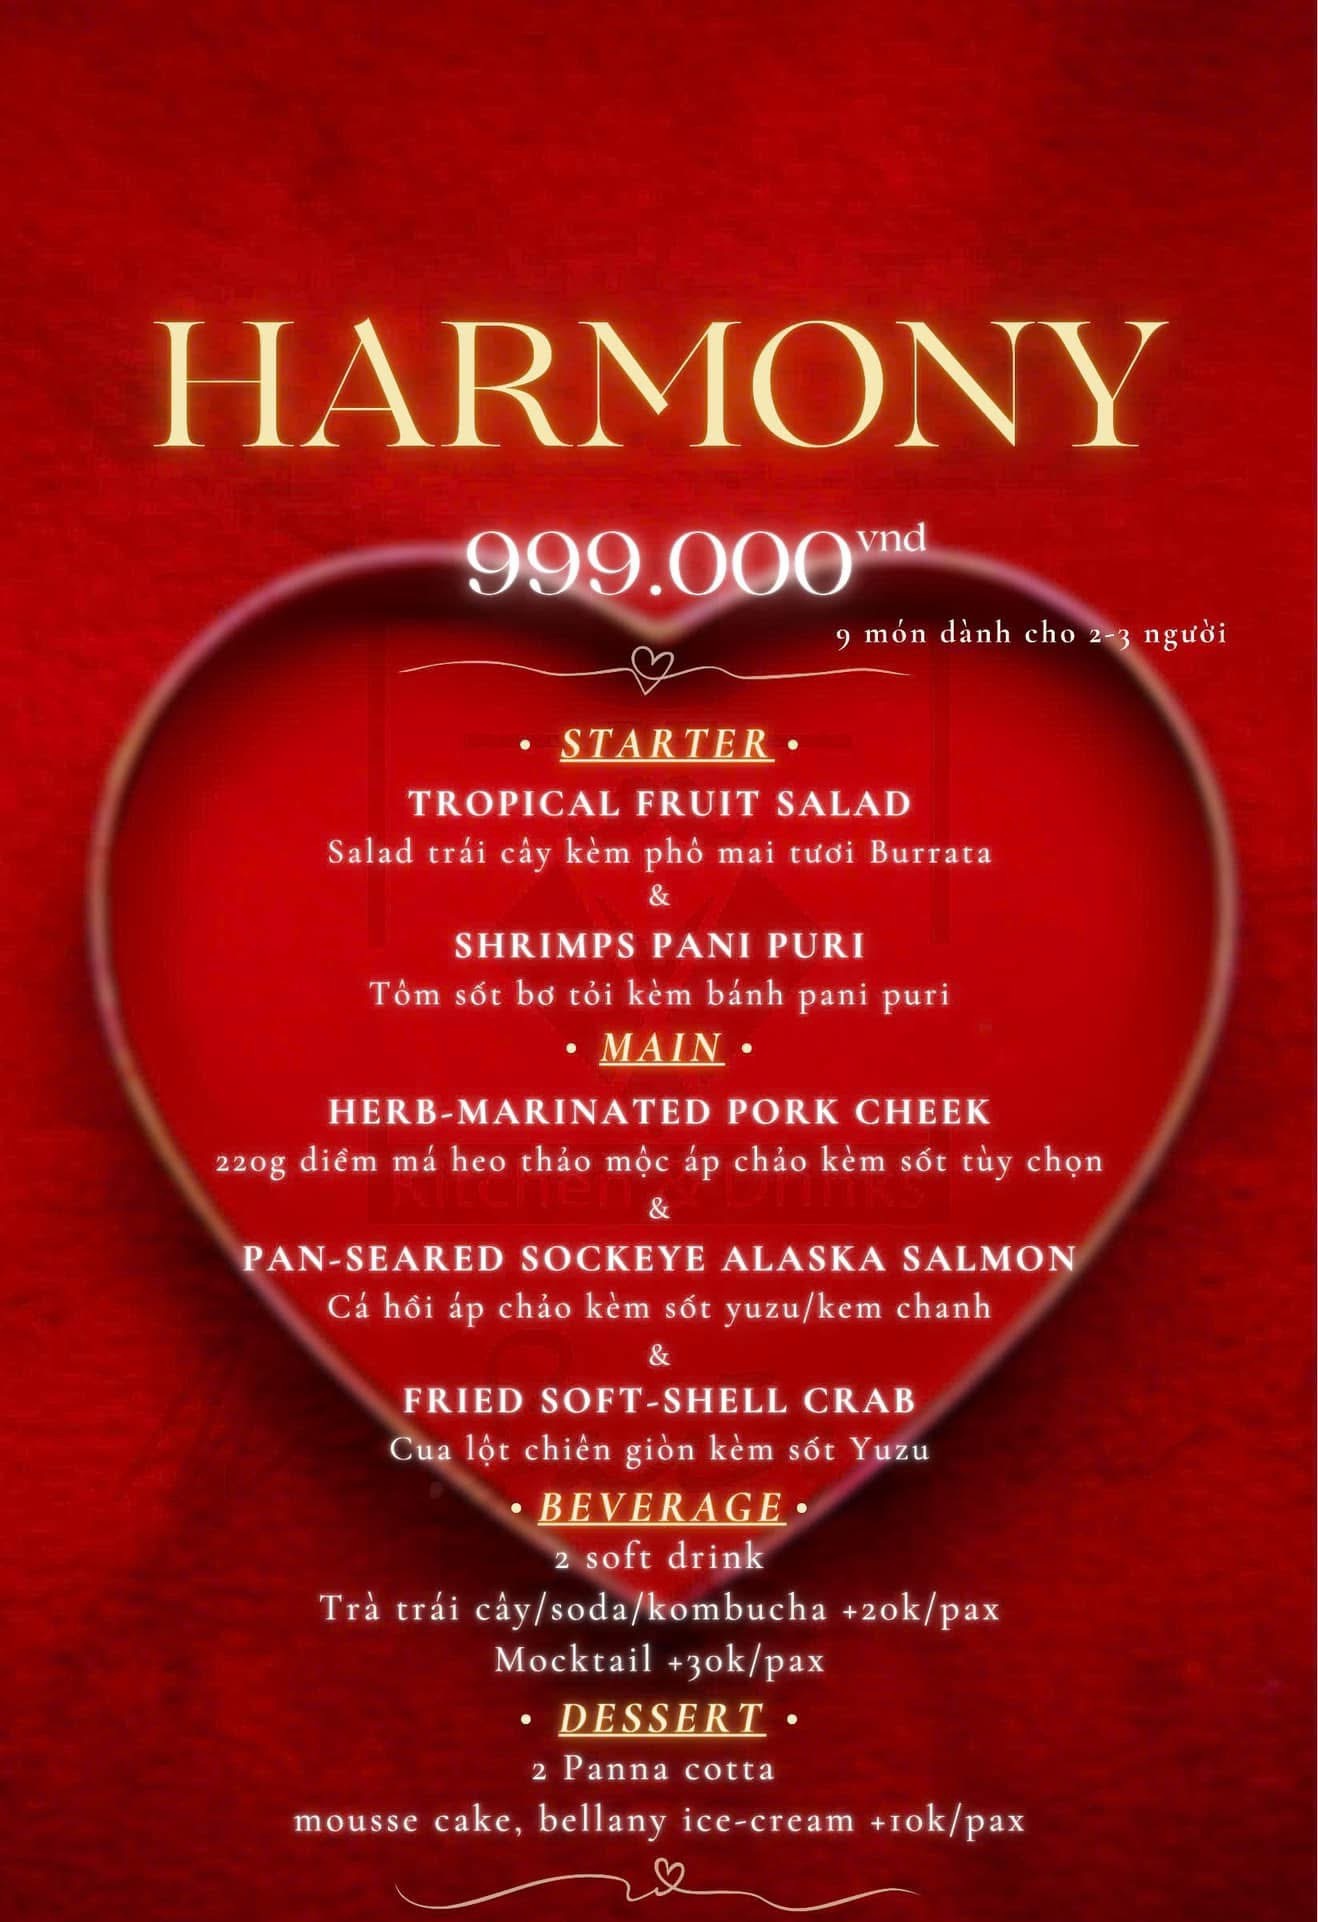 HARMONY
999.000 vnd
9 món dành cho 2-3 người
• STARTER •
TROPICAL FRUIT SALAD
Salad trái cây kèm phô mai tươi Burrata
&
SHRIMPS PANI PURI
Tôm sốt bơ tỏi kèm bánh pani puri
• MAIN •
HERB-MARINATED PORK CHEEK
220g diềm má heo thảo mộc áp chảo kèm sốt tùy chọn
Kitchen & Drinks
&
PAN-SEARED SOCKEYE ALASKA SALMON
Cá hồi áp chảo kèm sốt yuzu/kem chanh
&
FRIED SOFT-SHELL CRAB
Cua lột chiên giòn kèm sốt Yuzu
• BEVERAGE •
2 soft drink
Trà trái cây/soda/kombucha +20k/pax
Mocktail +30k/pax
• DESSERT •
2 Panna cotta
mousse cake, bellany ice-cream +10k/pax